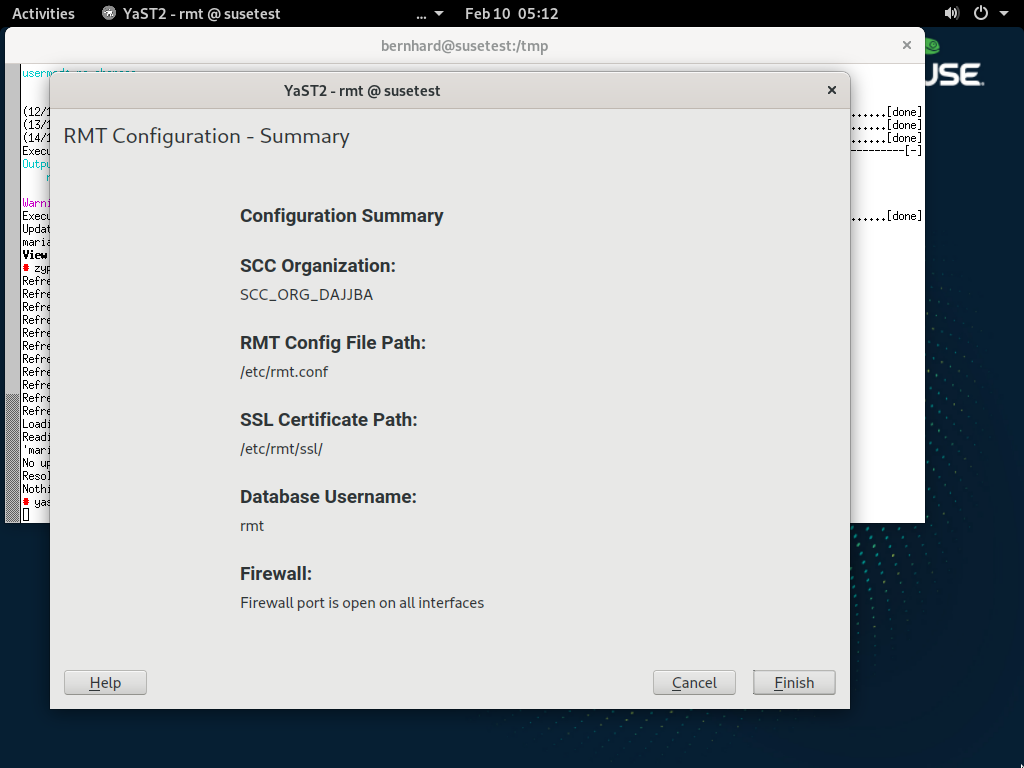 Activities YaST2 - rmt @ susetest ... Feb 10 05:12
bernhard@susetest:/tmp
YaST2 - rmt @ susetest
RMT Configuration - Summary
(12/1 ......[done]
(13/1 ......[done]
(14/1 ......[done]
Execu ---------[-]
Outpu
Warni
Execu ......[done]
Updat
maria
View
# zyp
Refre
Refre
Refre
Refre
Refre
Refre
Refre
Refre
Refre
Refre
Refre
Loadi
Readi
'mari
No up
Resol
Nothi
# yas
USE.
Configuration Summary
SCC Organization:
SCC_ORG_DAJJBA
RMT Config File Path:
/etc/rmt.conf
SSL Certificate Path:
/etc/rmt/ssl/
Database Username:
rmt
Firewall:
Firewall port is open on all interfaces
Help Cancel Finish